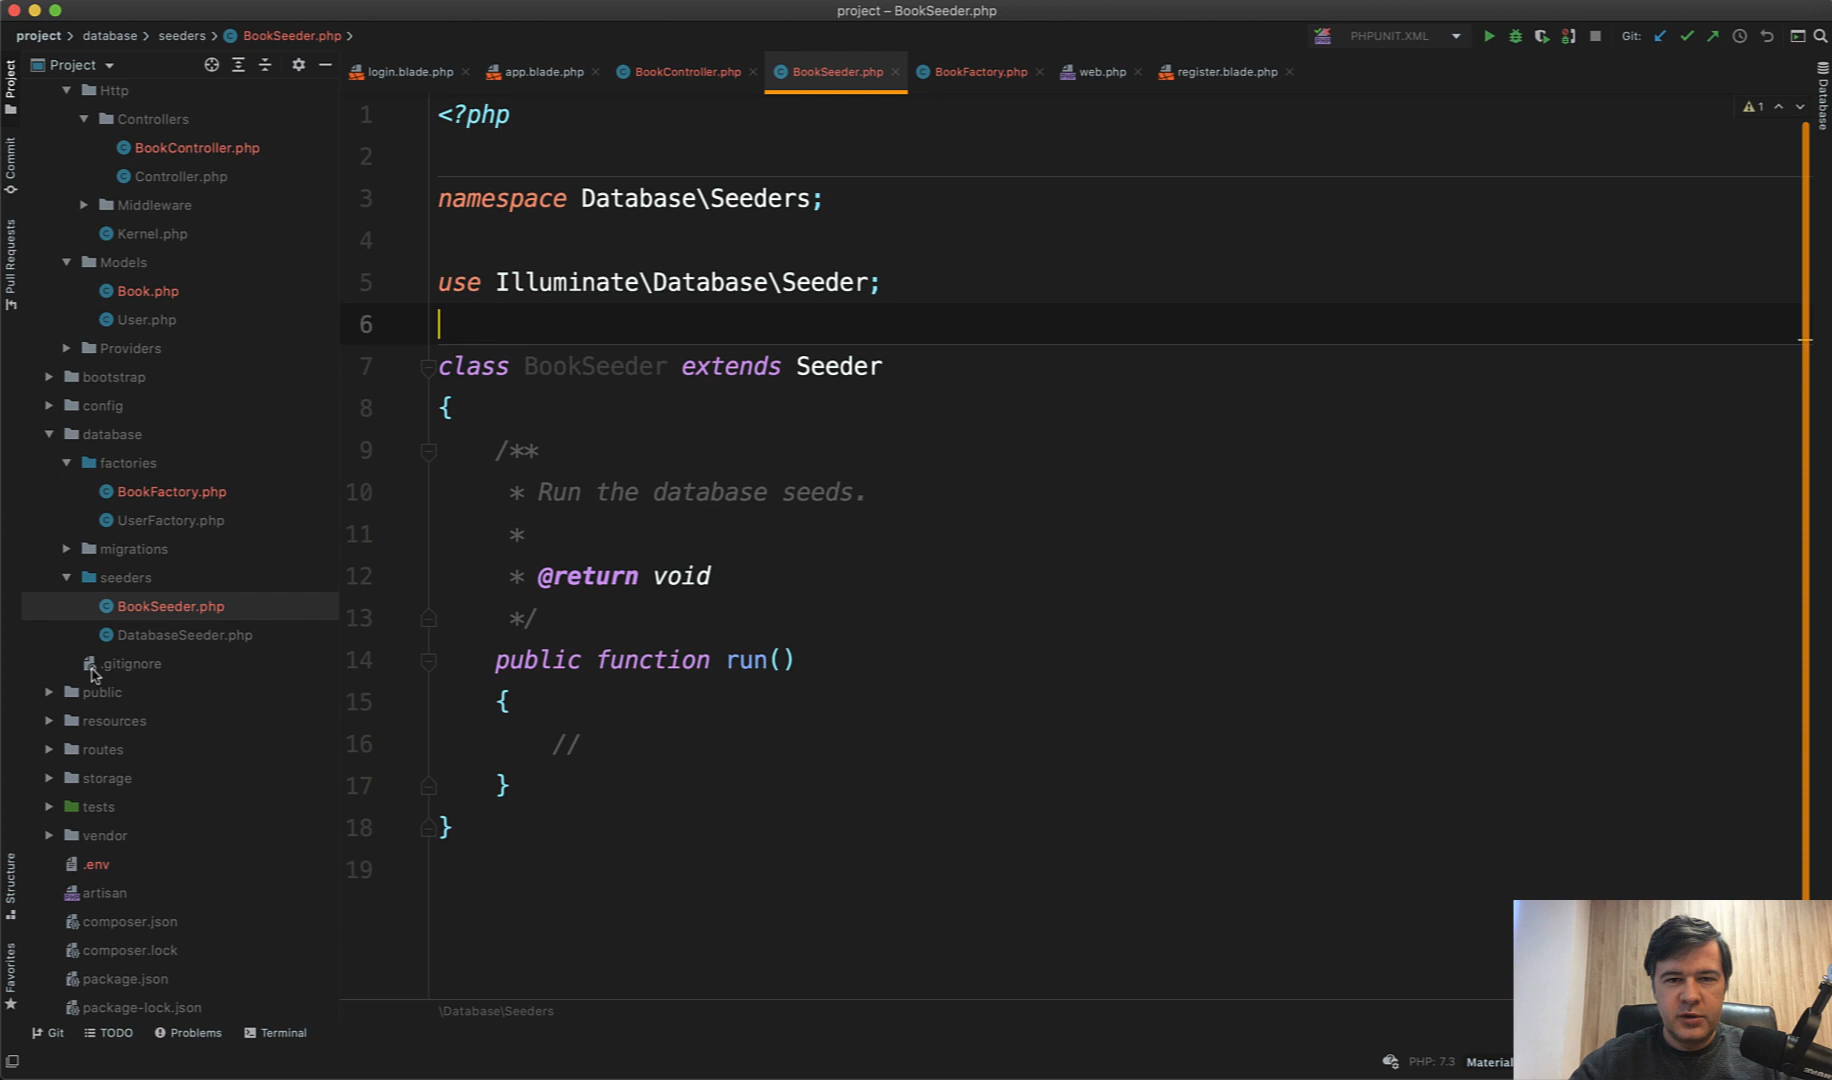 project – BookSeeder.php
project > database > seeders > BookSeeder.php >
PHPUNIT.XML
Git:
Project
login.blade.php
app.blade.php
BookController.php
BookSeeder.php
BookFactory.php
web.php
register.blade.php
Project
Commit
Pull Requests
Structure
Favorites
Database
Http
Controllers
BookController.php
Controller.php
Middleware
Kernel.php
Models
Book.php
User.php
Providers
bootstrap
config
database
factories
BookFactory.php
UserFactory.php
migrations
seeders
BookSeeder.php
DatabaseSeeder.php
.gitignore
public
resources
routes
storage
tests
vendor
.env
artisan
composer.json
composer.lock
package.json
package-lock.json
1
1 <?php
2
3 namespace Database\Seeders;
4
5 use Illuminate\Database\Seeder;
6
7 class BookSeeder extends Seeder
8 {
9 /**
10 * Run the database seeds.
11 *
12 * @return void
13 */
14 public function run()
15 {
16 //
17 }
18 }
19
\Database\Seeders
Git
TODO
Problems
Terminal
PHP: 7.3
Material